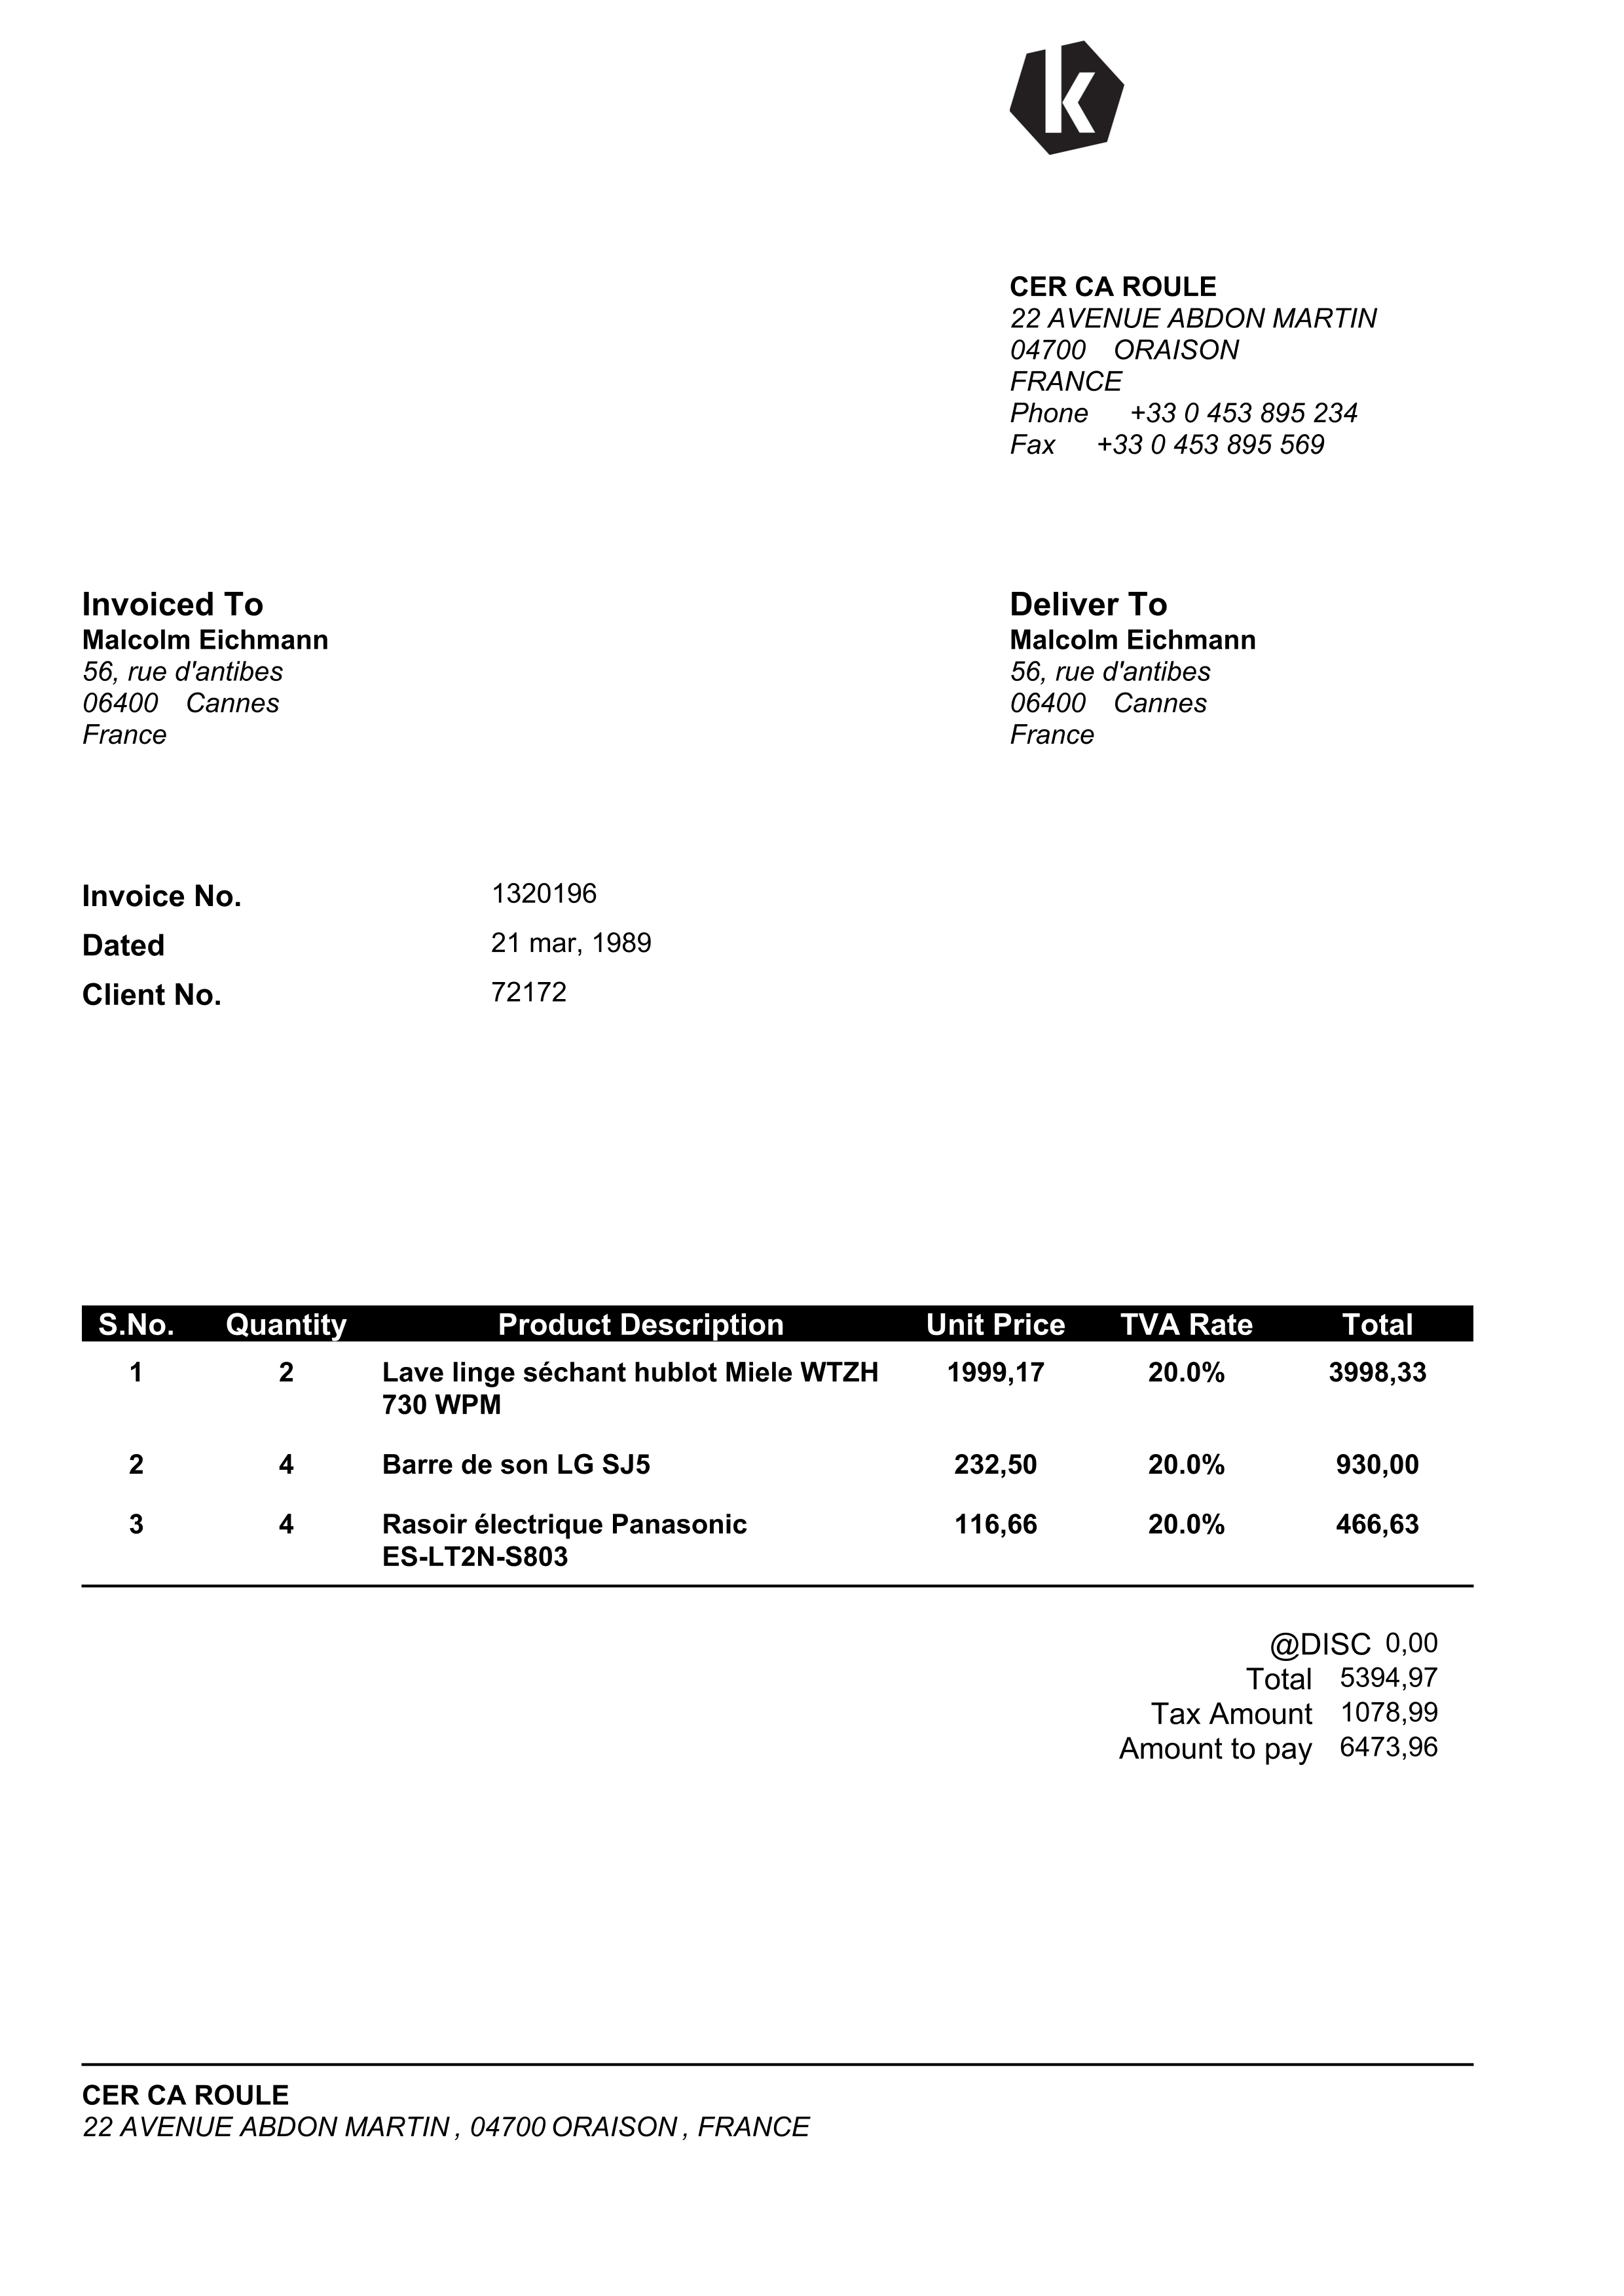 k
CER CA ROULE
22 AVENUE ABDON MARTIN
04700 ORAISON
FRANCE
Phone +33 0 453 895 234
Fax +33 0 453 895 569
Invoiced To
Malcolm Eichmann
56, rue d'antibes
06400 Cannes
France
Deliver To
Malcolm Eichmann
56, rue d'antibes
06400 Cannes
France
Invoice No. 1320196
Dated 21 mar, 1989
Client No. 72172
S.No. Quantity Product Description Unit Price TVA Rate Total
1 2 Lave linge séchant hublot Miele WTZH 1999,17 20.0% 3998,33
730 WPM
2 4 Barre de son LG SJ5 232,50 20.0% 930,00
3 4 Rasoir électrique Panasonic 116,66 20.0% 466,63
ES-LT2N-S803
@DISC 0,00
Total 5394,97
Tax Amount 1078,99
Amount to pay 6473,96
CER CA ROULE
22 AVENUE ABDON MARTIN , 04700 ORAISON , FRANCE